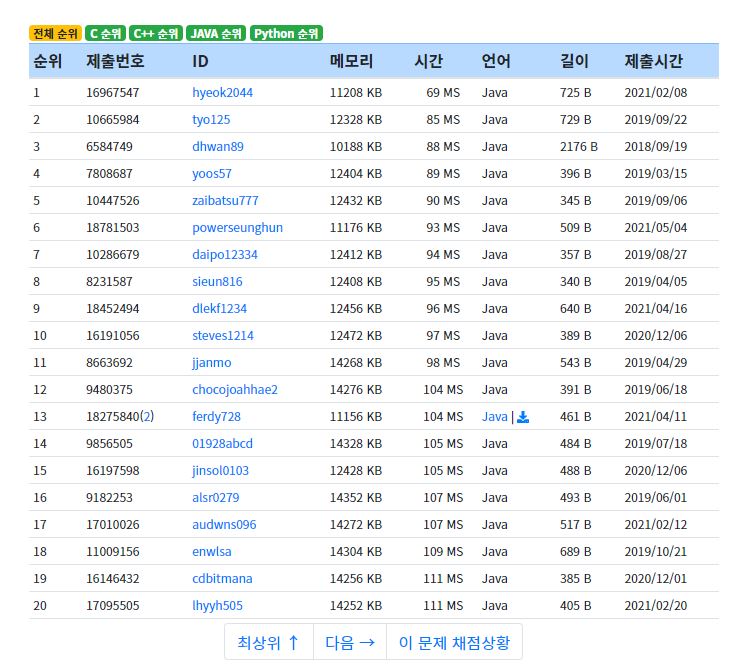 전체 순위 C 순위 C++ 순위 JAVA 순위 Python 순위
순위 제출번호 ID 메모리 시간 언어 길이 제출시간
1 16967547 hyeok2044 11208 KB 69 MS Java 725 B 2021/02/08
2 10665984 tyo125 12328 KB 85 MS Java 729 B 2019/09/22
3 6584749 dhwan89 10188 KB 88 MS Java 2176 B 2018/09/19
4 7808687 yoos57 12404 KB 89 MS Java 396 B 2019/03/15
5 10447526 zaibatsu777 12432 KB 90 MS Java 345 B 2019/09/06
6 18781503 powerseunghun 11176 KB 93 MS Java 509 B 2021/05/04
7 10286679 daipo12334 12412 KB 94 MS Java 357 B 2019/08/27
8 8231587 sieun816 12408 KB 95 MS Java 340 B 2019/04/05
9 18452494 dlekf1234 12456 KB 96 MS Java 640 B 2021/04/16
10 16191056 steves1214 12472 KB 97 MS Java 389 B 2020/12/06
11 8663692 jjanmo 14268 KB 98 MS Java 543 B 2019/04/29
12 9480375 chocojoahhae2 14276 KB 104 MS Java 391 B 2019/06/18
13 18275840(2) ferdy728 11156 KB 104 MS Java | 461 B 2021/04/11
14 9856505 01928abcd 14328 KB 105 MS Java 484 B 2019/07/18
15 16197598 jinsol0103 12428 KB 105 MS Java 488 B 2020/12/06
16 9182253 alsr0279 14352 KB 107 MS Java 493 B 2019/06/01
17 17010026 audwns096 14272 KB 107 MS Java 517 B 2021/02/12
18 11009156 enwlsa 14304 KB 109 MS Java 689 B 2019/10/21
19 16146432 cdbitmana 14256 KB 111 MS Java 385 B 2020/12/01
20 17095505 lhyyh505 14252 KB 111 MS Java 405 B 2021/02/20
최상위 ↑ 다음 → 이 문제 채점상황